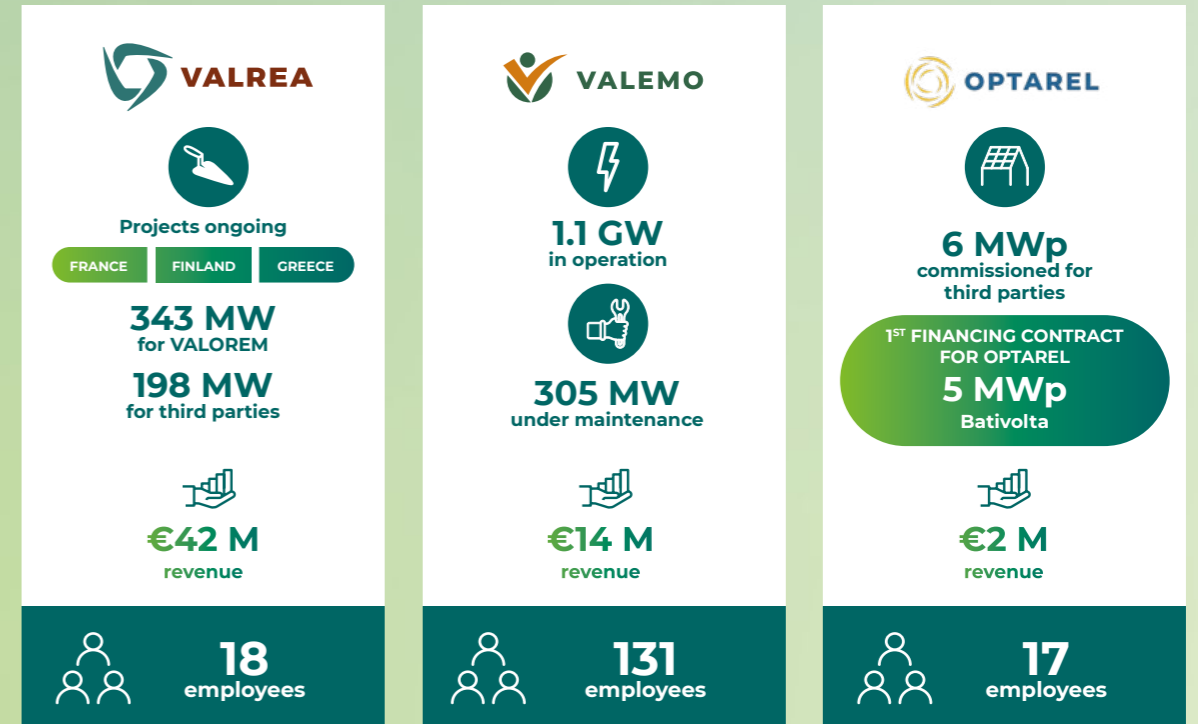 VALREA
Projects ongoing
FRANCE
FINLAND
GREECE
343 MW
for VALOREM
198 MW
for third parties
€42 M
revenue
18
employees
VALEMO
1.1 GW
in operation
305 MW
under maintenance
€14 M
revenue
131
employees
OPTAREL
6 MWp
commissioned for
third parties
1ST FINANCING CONTRACT
FOR OPTAREL
5 MWp
Bativolta
€2 M
revenue
17
employees